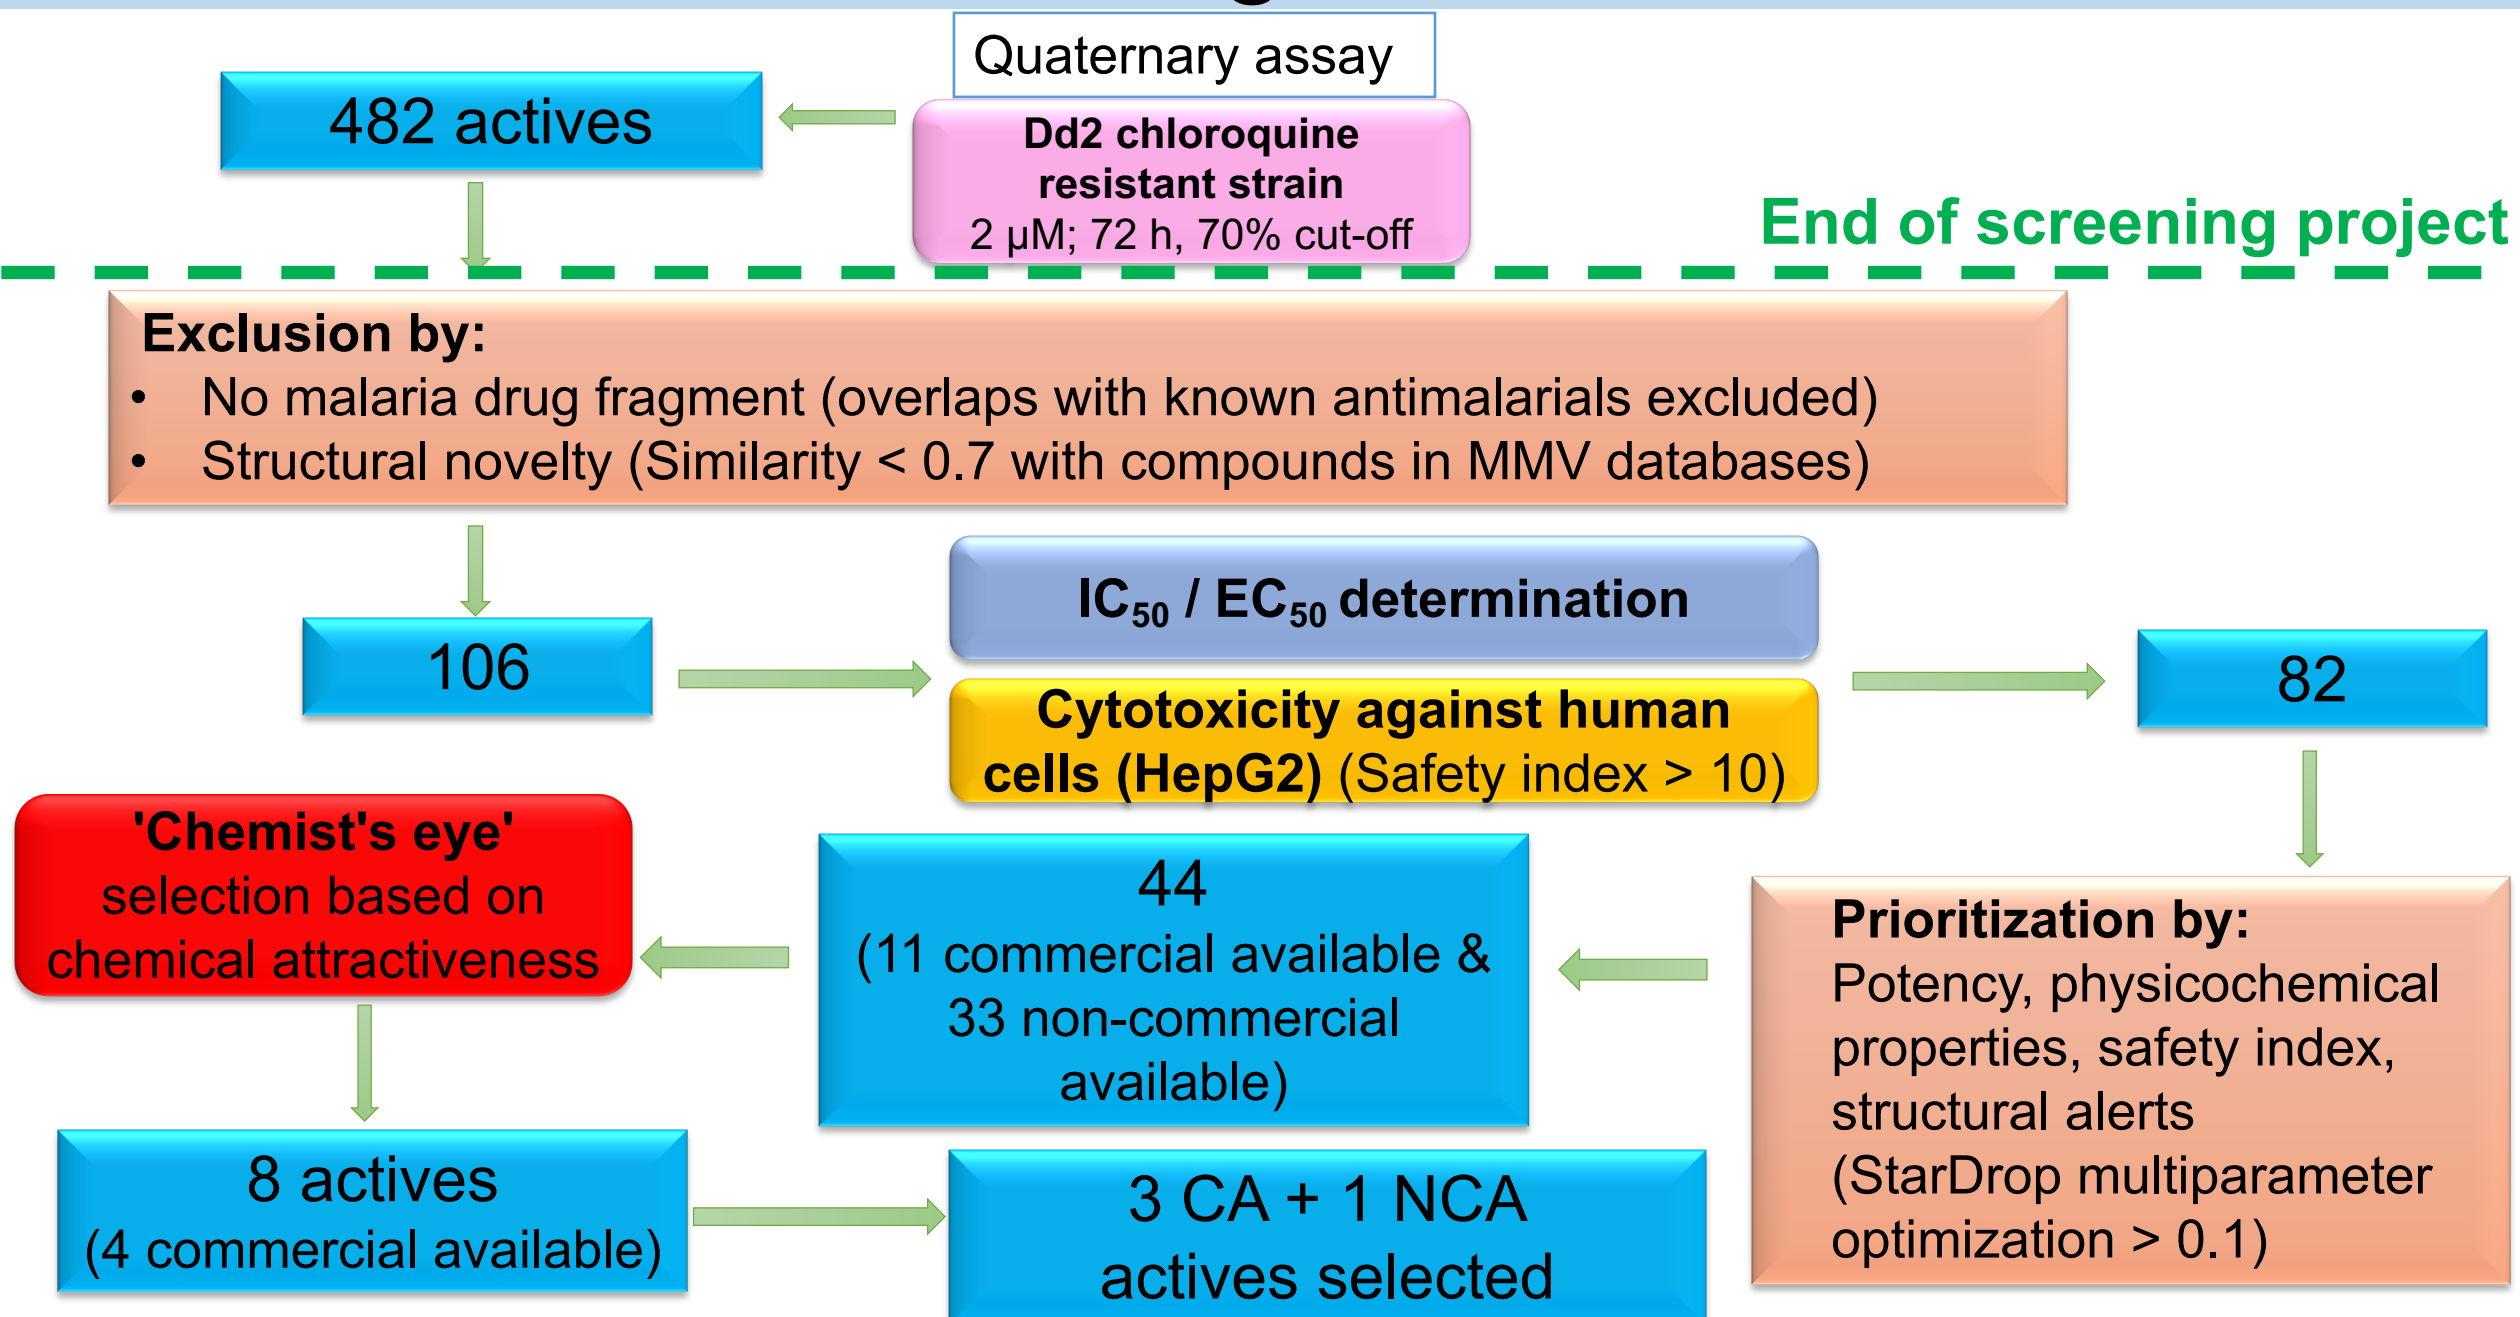 Quaternary assay
482 actives
Dd2 chloroquine
resistant strain
2 µM; 72 h, 70% cut-off
End of screening project
Exclusion by:
• No malaria drug fragment (overlaps with known antimalarials excluded)
• Structural novelty (Similarity < 0.7 with compounds in MMV databases)
106
IC50 / EC50 determination
Cytotoxicity against human
cells (HepG2) (Safety index > 10)
82
'Chemist's eye'
selection based on
chemical attractiveness
44
(11 commercial available &
33 non-commercial
available)
Prioritization by:
Potency, physicochemical
properties, safety index,
structural alerts
(StarDrop multiparameter
optimization > 0.1)
8 actives
(4 commercial available)
3 CA + 1 NCA
actives selected